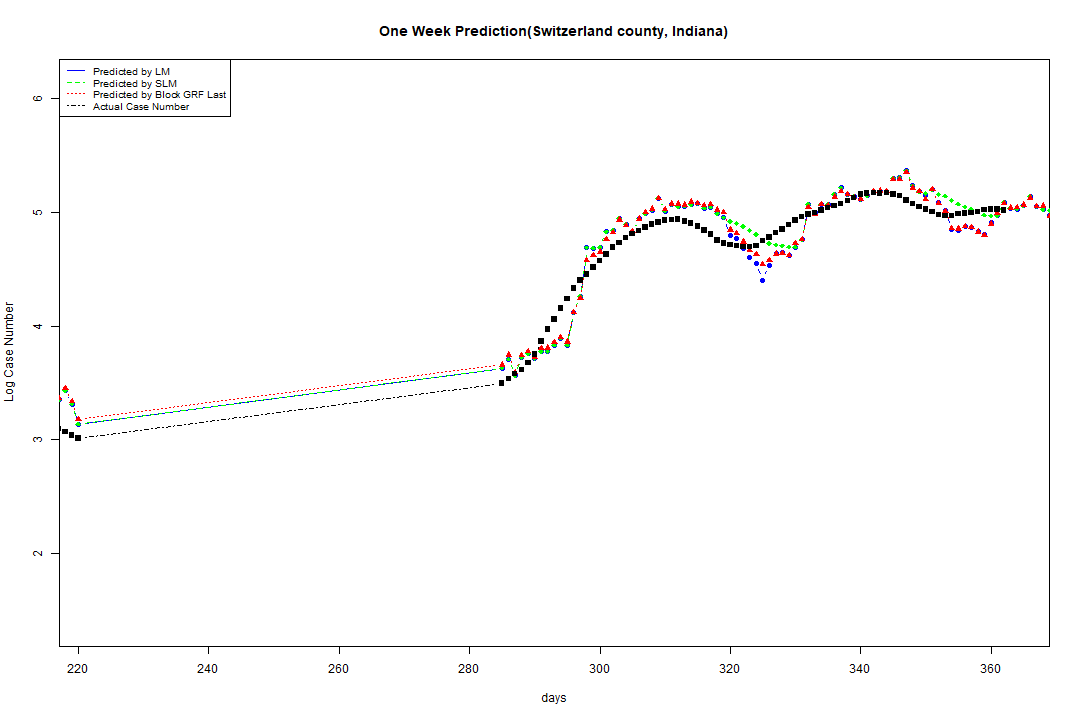 One Week Prediction(Switzerland county, Indiana)
Predicted by LM
Predicted by SLM
Predicted by Block GRF Last
Actual Case Number
6
5
4
3
2
Log Case Number
220 240 260 280 300 320 340 360
days